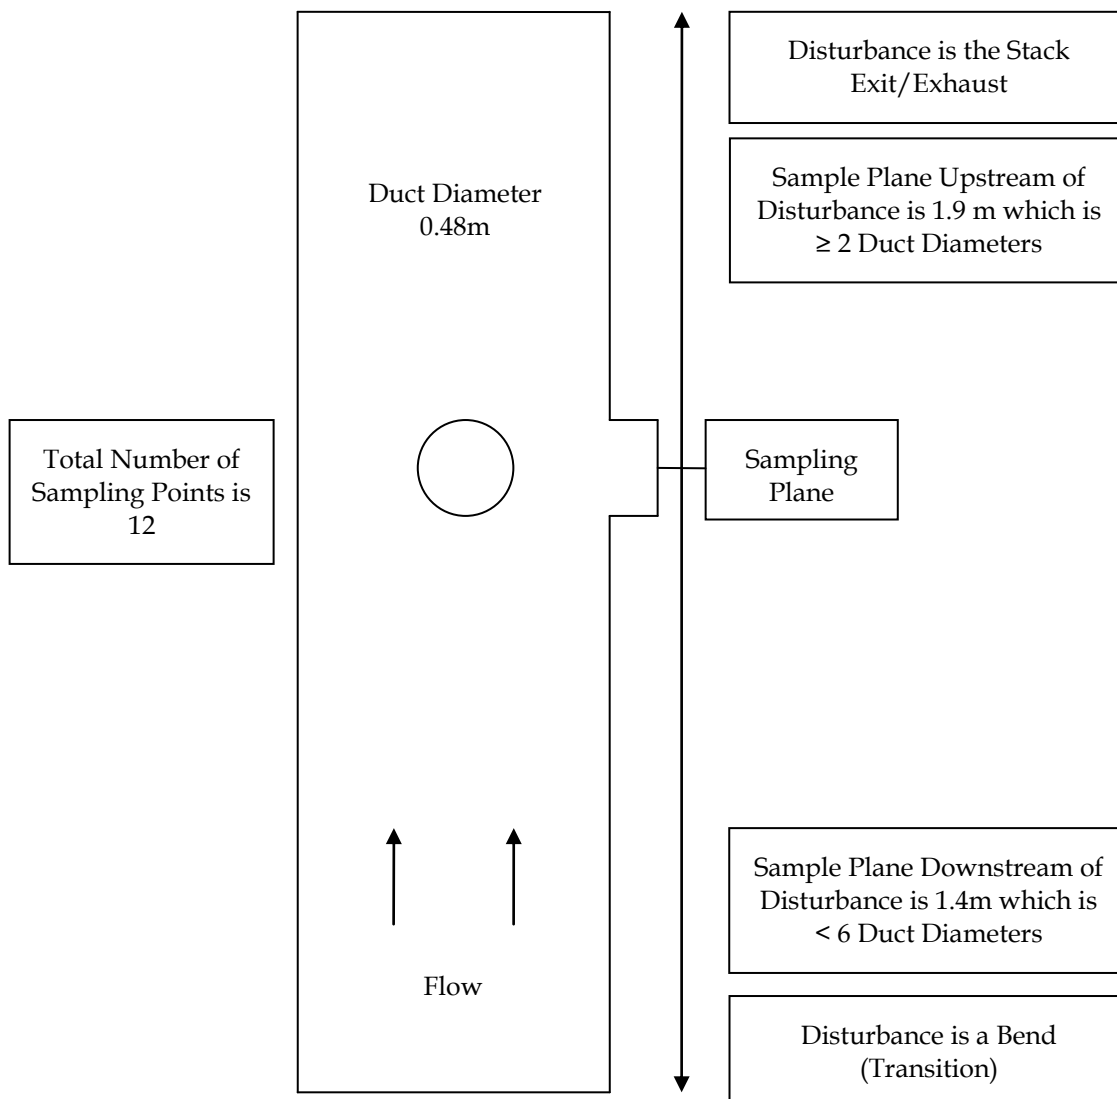 Disturbance is the Stack
Exit/Exhaust
Duct Diameter
0.48m
Sample Plane Upstream of
Disturbance is 1.9 m which is
≥ 2 Duct Diameters
Total Number of
Sampling Points is
12
Sampling
Plane
Sample Plane Downstream of
Disturbance is 1.4m which is
< 6 Duct Diameters
Flow
Disturbance is a Bend
(Transition)